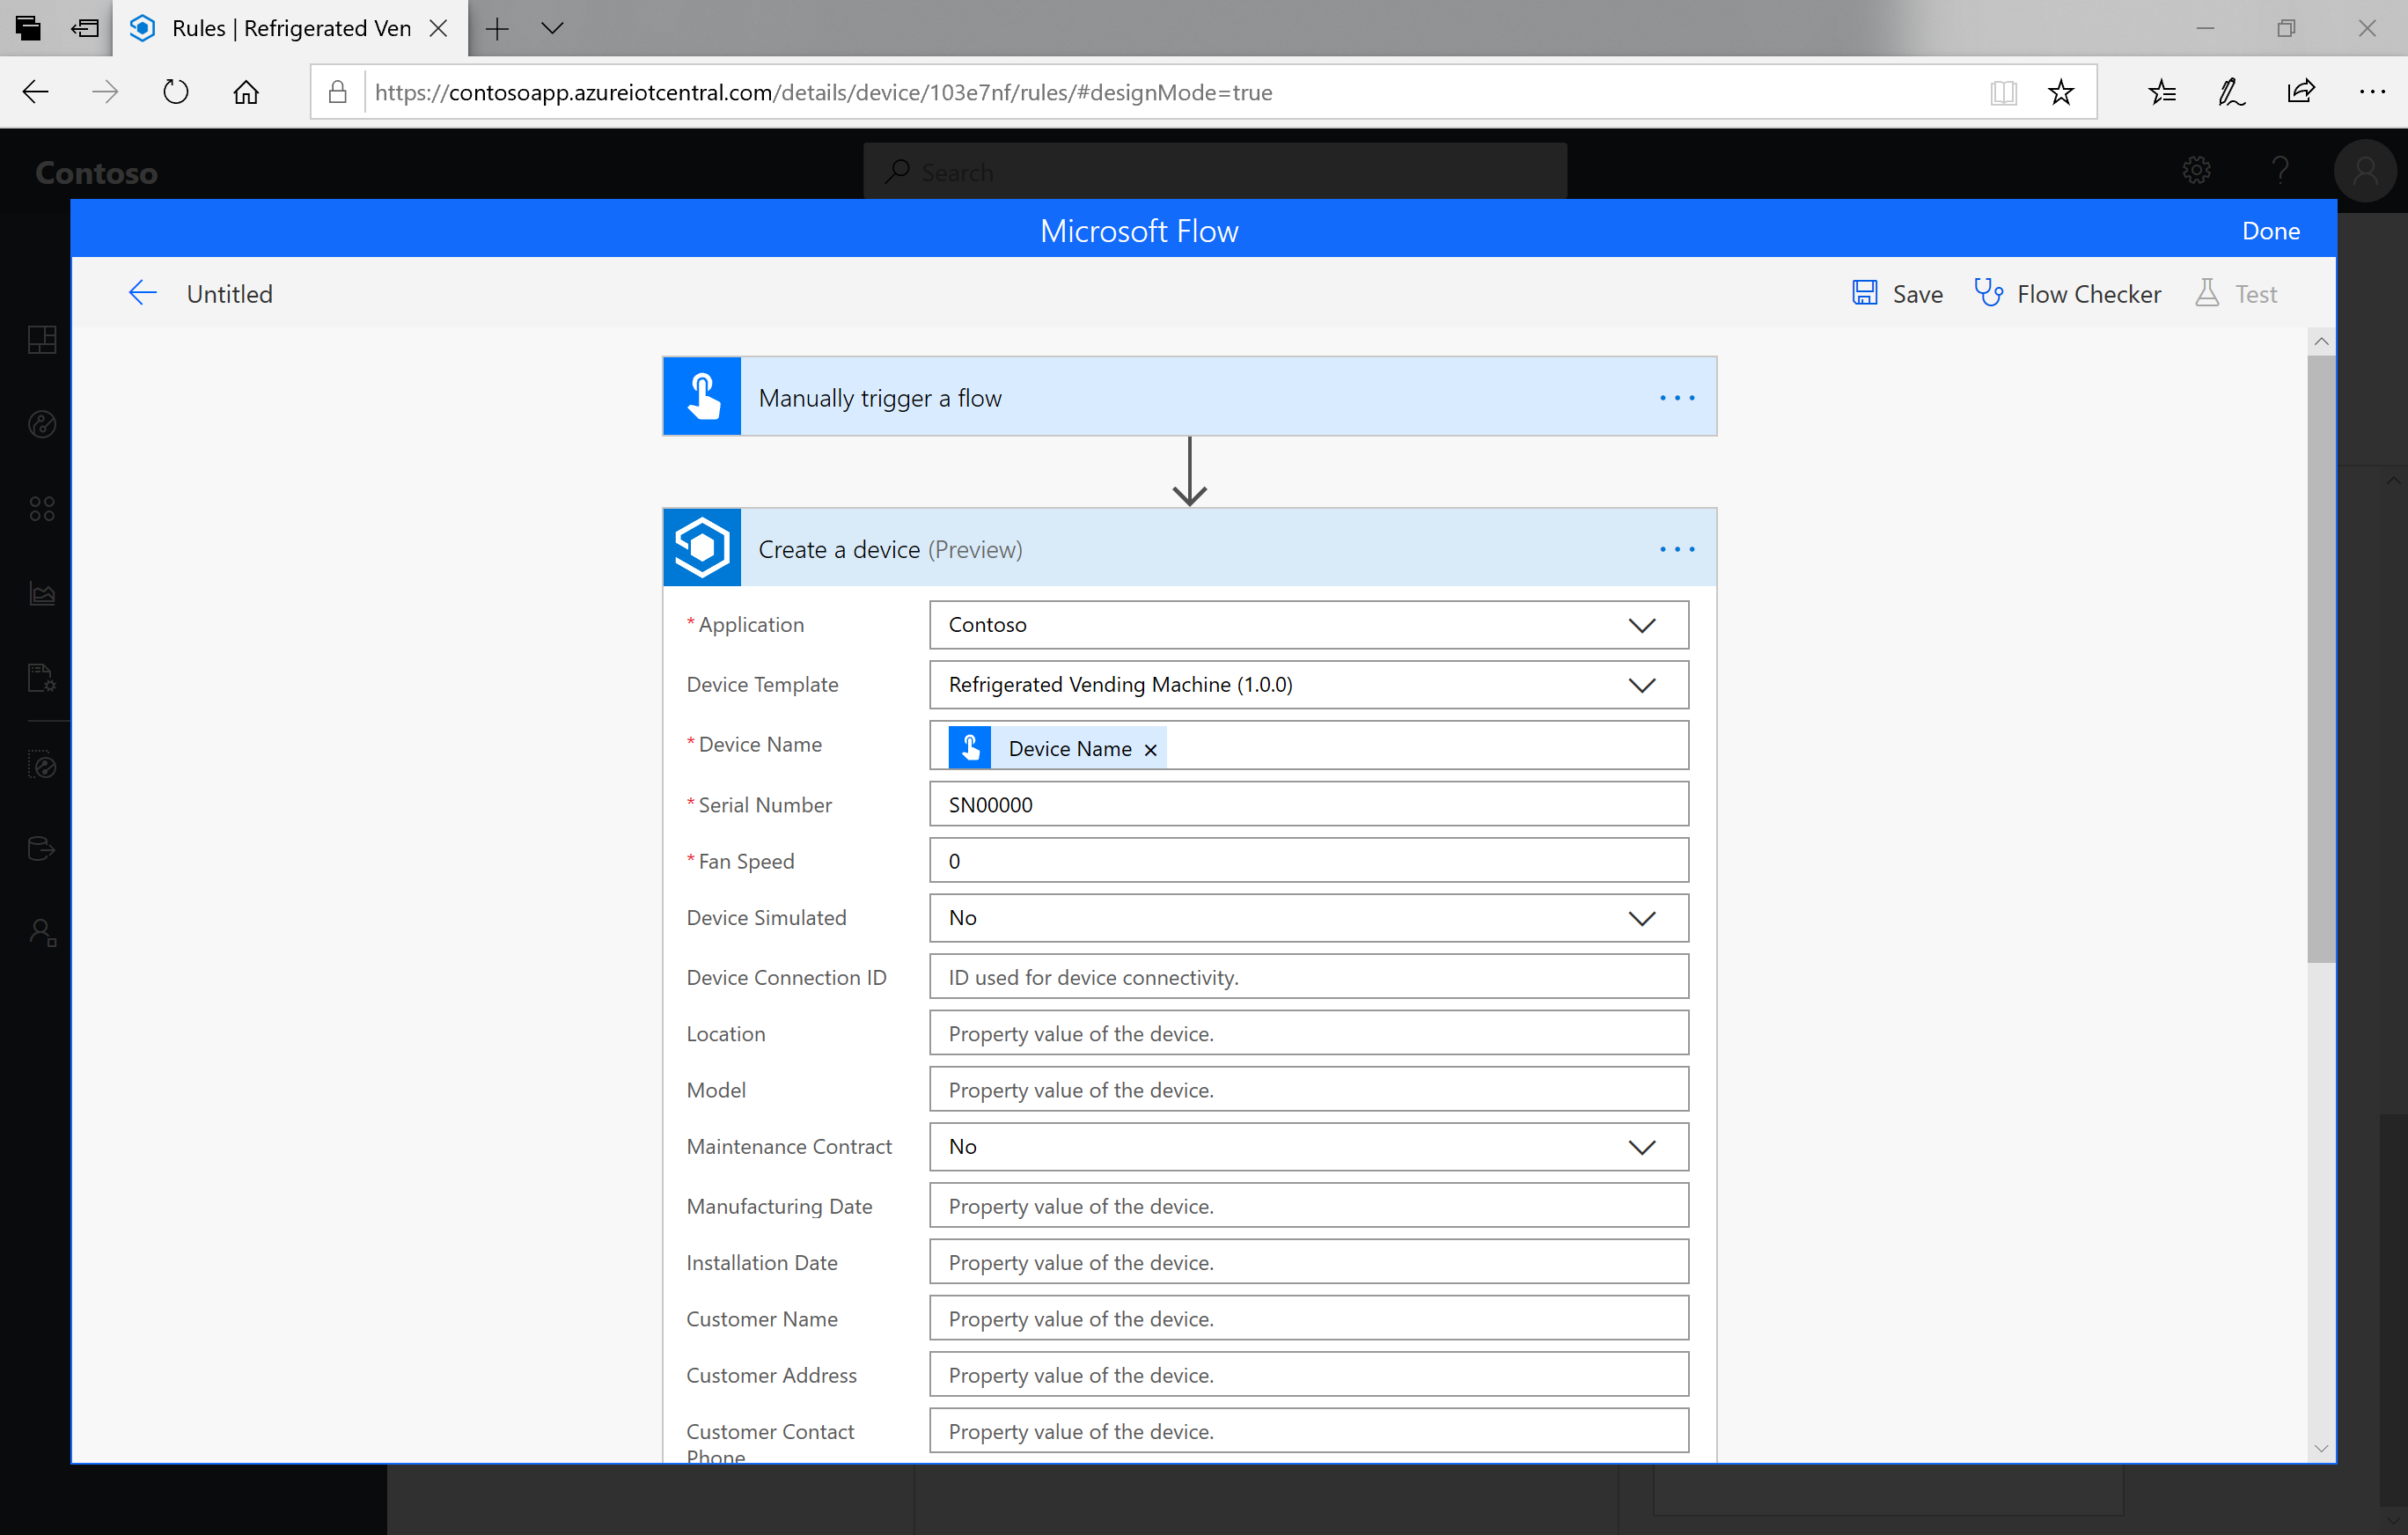 Rules | Refrigerated Ven
https://contosoapp.azureiotcentral.com/details/device/103e7nf/rules/#designMode=true
Contoso
Search
Microsoft Flow
Done
Untitled
Save
Flow Checker
Test
Manually trigger a flow
Create a device (Preview)
* Application
Contoso
Device Template
Refrigerated Vending Machine (1.0.0)
* Device Name
Device Name
* Serial Number
SN00000
* Fan Speed
0
Device Simulated
No
Device Connection ID
ID used for device connectivity.
Location
Property value of the device.
Model
Property value of the device.
Maintenance Contract
No
Manufacturing Date
Property value of the device.
Installation Date
Property value of the device.
Customer Name
Property value of the device.
Customer Address
Property value of the device.
Customer Contact
Phone
Property value of the device.